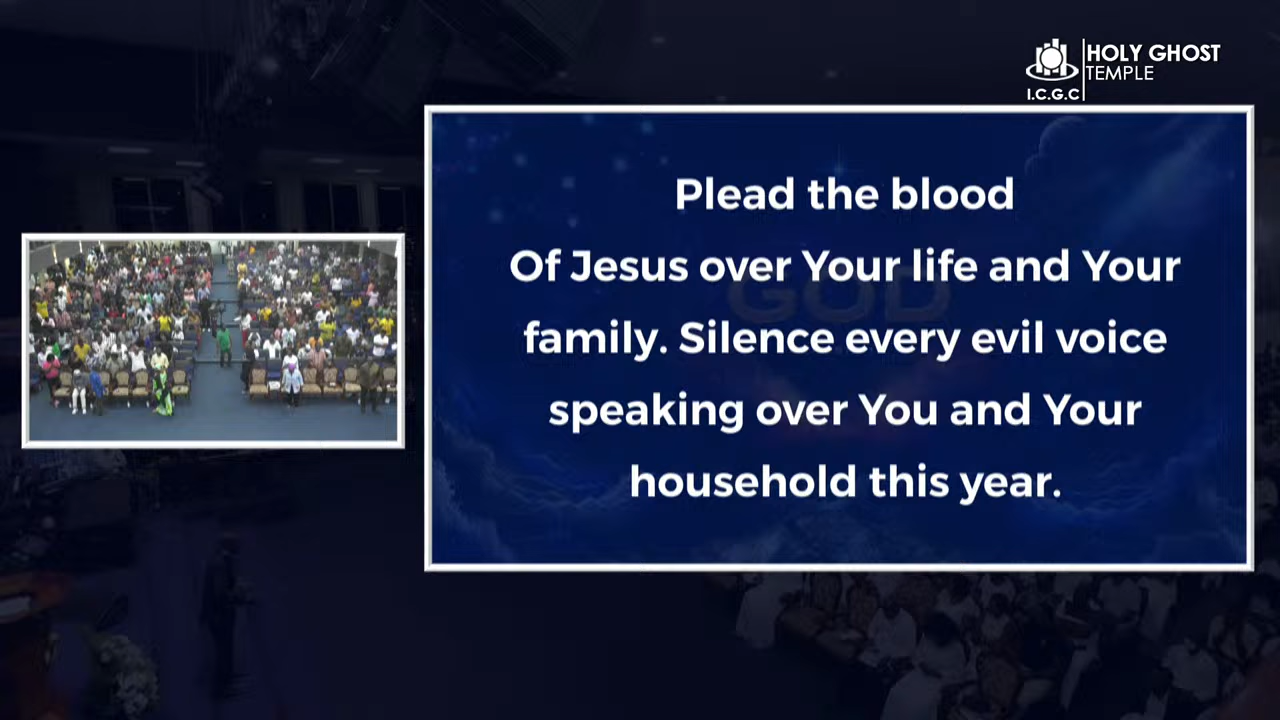 HOLY GHOST
TEMPLE
I.C.G.C
Plead the blood
Of Jesus over Your life and Your
family. Silence every evil voice
speaking over You and Your
household this year.
GOD